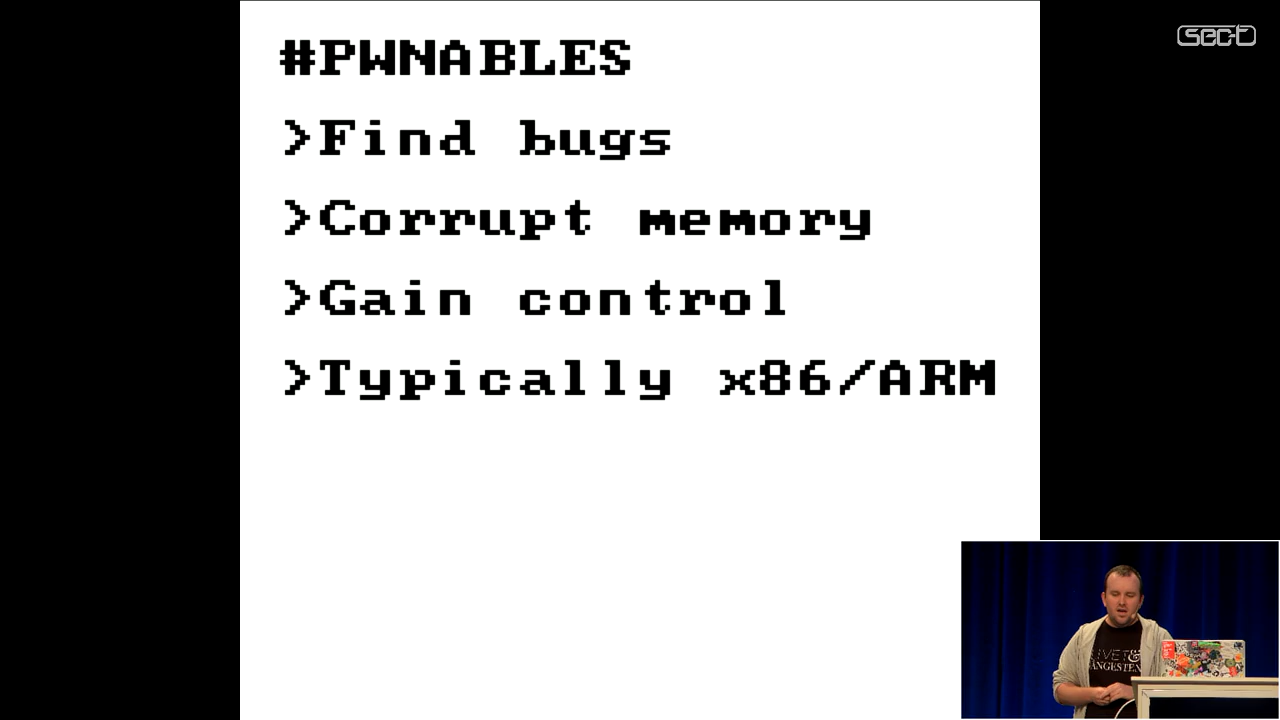 #PWNABLES
>Find bugs
>Corrupt memory
>Gain control
>Typically x86/ARM
sec-t